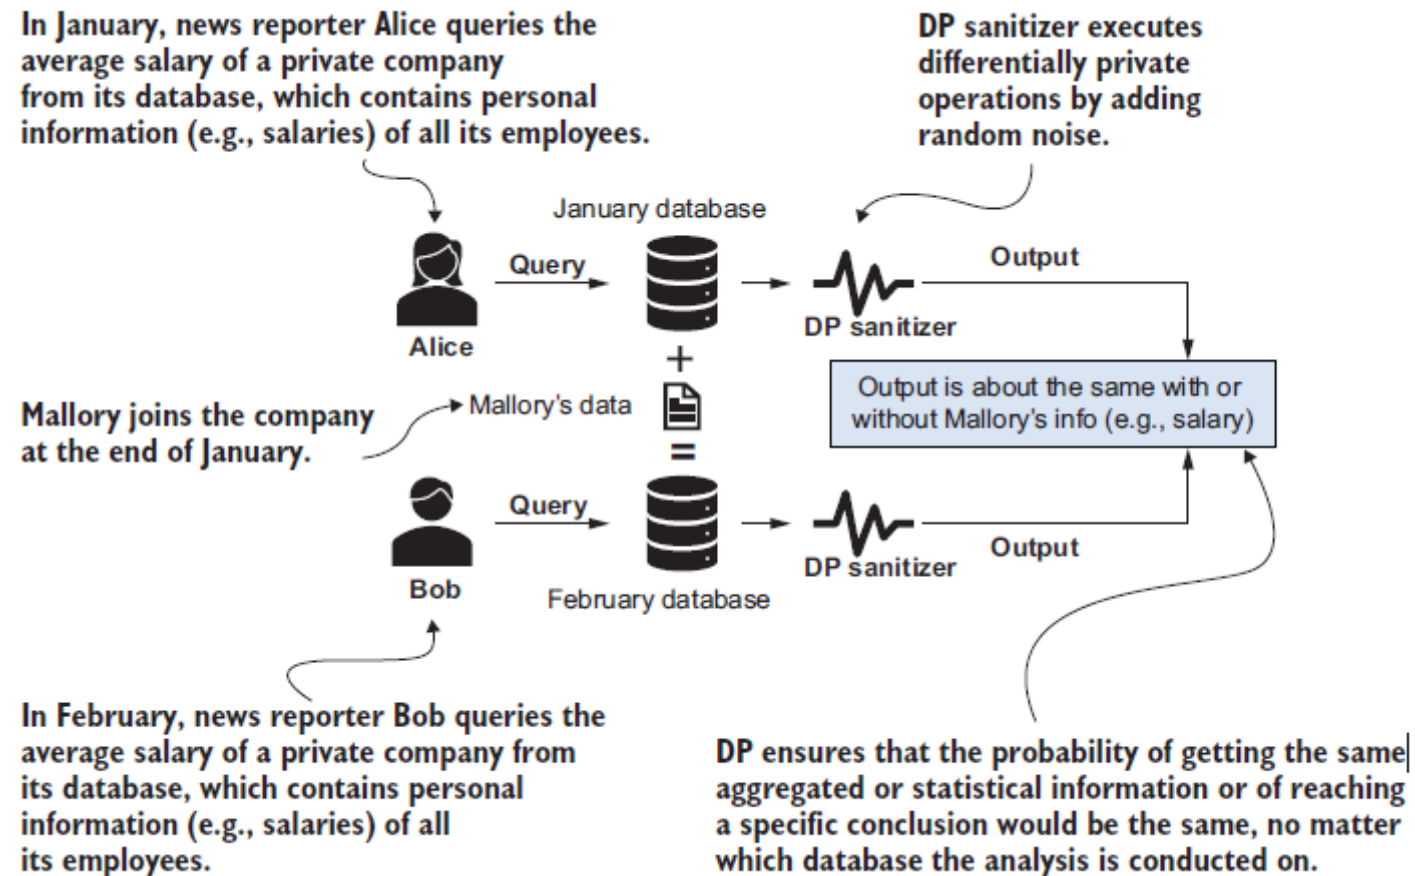 In January, news reporter Alice queries the
average salary of a private company
from its database, which contains personal
information (e.g., salaries) of all its employees.
DP sanitizer executes
differentially private
operations by adding
random noise.
January database
Query
Output
DP sanitizer
Alice
+
Output is about the same with or
without Mallory's info (e.g., salary)
Mallory joins the company
at the end of January.
Mallory's data
=
Query
Output
DP sanitizer
Bob
February database
In February, news reporter Bob queries the
average salary of a private company from
its database, which contains personal
information (e.g., salaries) of all
its employees.
DP ensures that the probability of getting the same
aggregated or statistical information or of reaching
a specific conclusion would be the same, no matter
which database the analysis is conducted on.